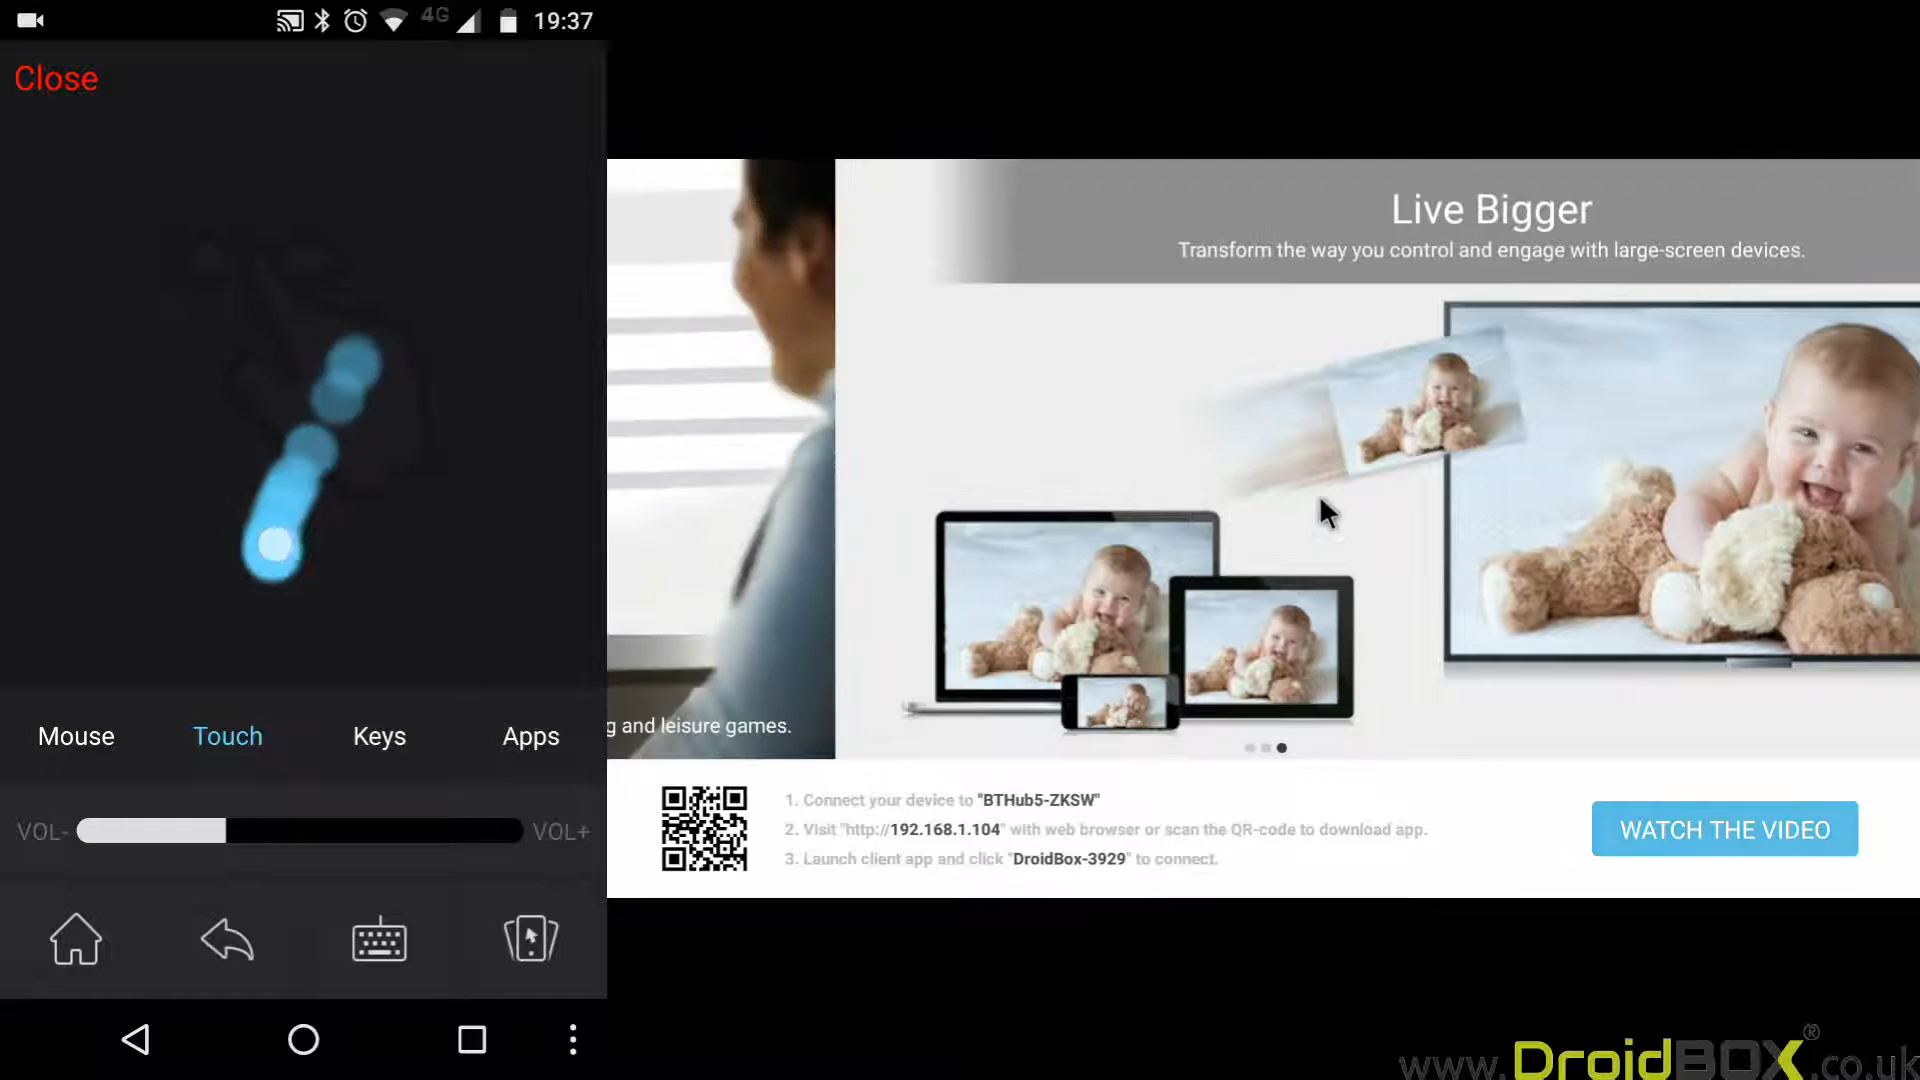 4G 19:37
Close
Mouse Touch Keys Apps
VOL- VOL+
Live Bigger
Transform the way you control and engage with large-screen devices.
g and leisure games.
1. Connect your device to "BTHub5-ZKSW"
2. Visit "http://192.168.1.104" with web browser or scan the QR-code to download app.
3. Launch client app and click "DroidBox-3929" to connect.
WATCH THE VIDEO
www.DroidBOX®.co.uk